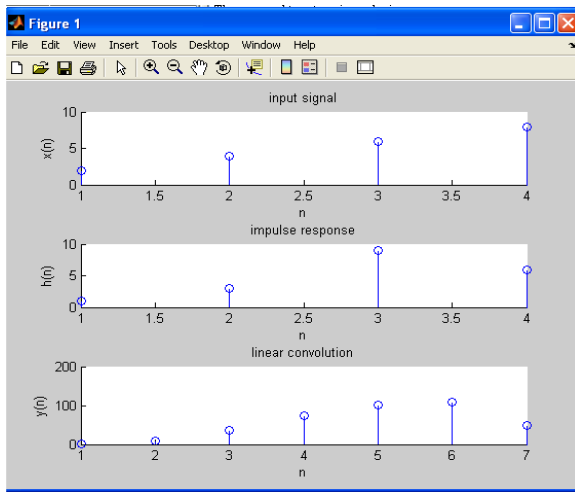 Figure 1
File Edit View Insert Tools Desktop Window Help
input signal
10
5
0
x(n)
1 1.5 2 2.5 3 3.5 4
n
impulse response
10
5
0
h(n)
1 1.5 2 2.5 3 3.5 4
n
linear convolution
200
100
0
y(n)
1 2 3 4 5 6 7
n